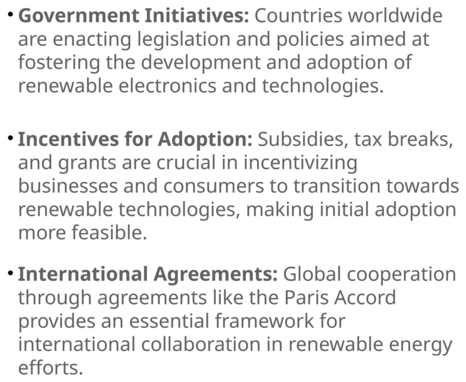 • Government Initiatives: Countries worldwide
are enacting legislation and policies aimed at
fostering the development and adoption of
renewable electronics and technologies.
• Incentives for Adoption: Subsidies, tax breaks,
and grants are crucial in incentivizing
businesses and consumers to transition towards
renewable technologies, making initial adoption
more feasible.
• International Agreements: Global cooperation
through agreements like the Paris Accord
provides an essential framework for
international collaboration in renewable energy
efforts.